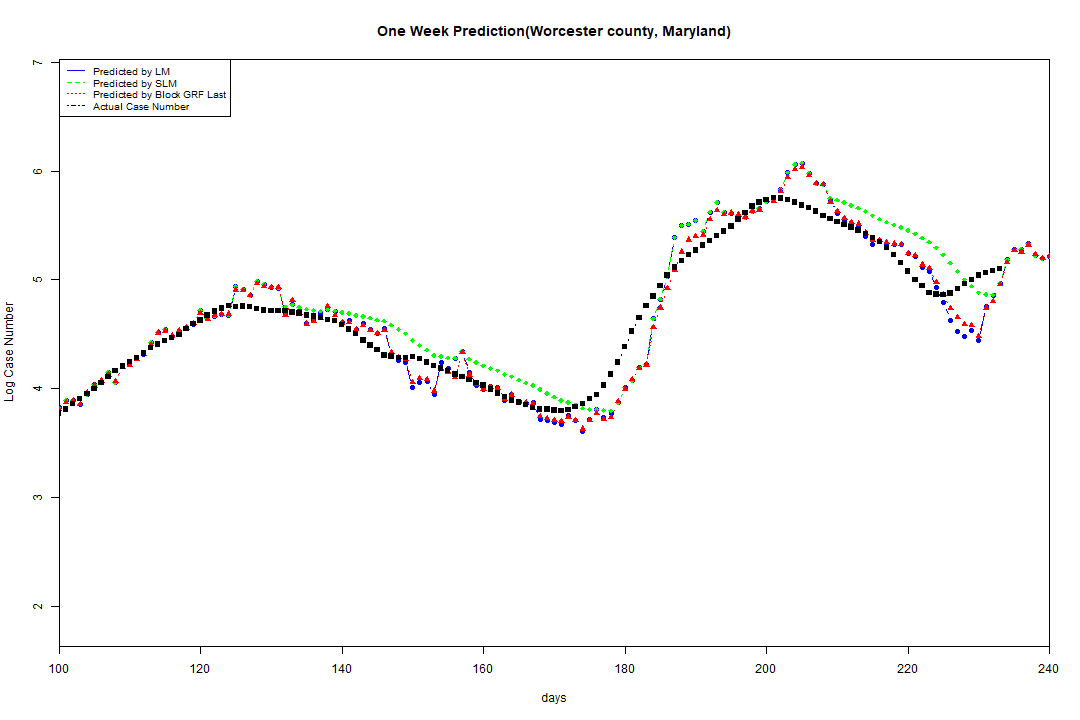 One Week Prediction(Worcester county, Maryland)
Predicted by LM
Predicted by SLM
Predicted by Block GRF Last
Actual Case Number
7
6
5
4
3
2
Log Case Number
100 120 140 160 180 200 220 240
days